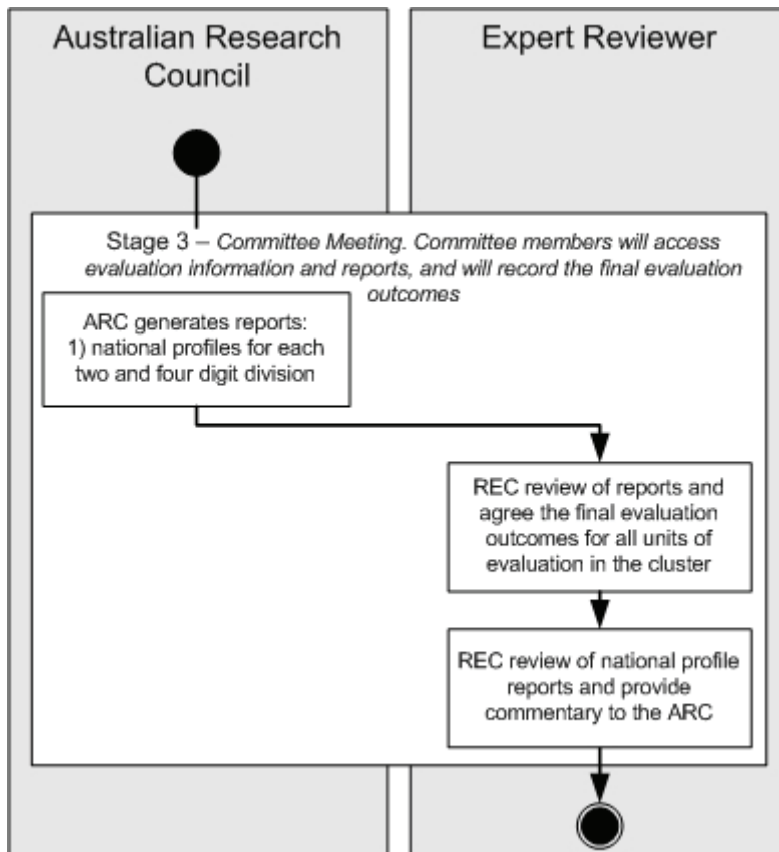 Australian Research
Council
Expert Reviewer
Stage 3 – Committee Meeting. Committee members will access
evaluation information and reports, and will record the final evaluation
outcomes
ARC generates reports:
1) national profiles for each
two and four digit division
REC review of reports and
agree the final evaluation
outcomes for all units of
evaluation in the cluster
REC review of national profile
reports and provide
commentary to the ARC